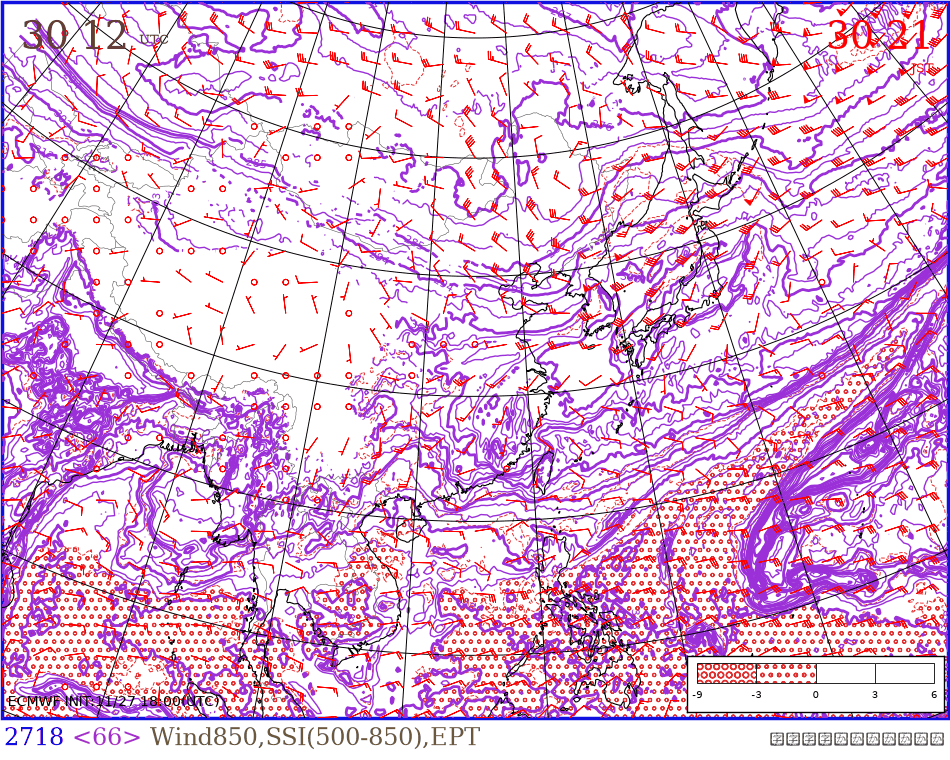 30 12 UTC
30 21 JST
ECMWF INIT:11/27 18:00(UTC)
-9 -3 0 3 6
2718 <66> Wind850,SSI(500-850),EPT